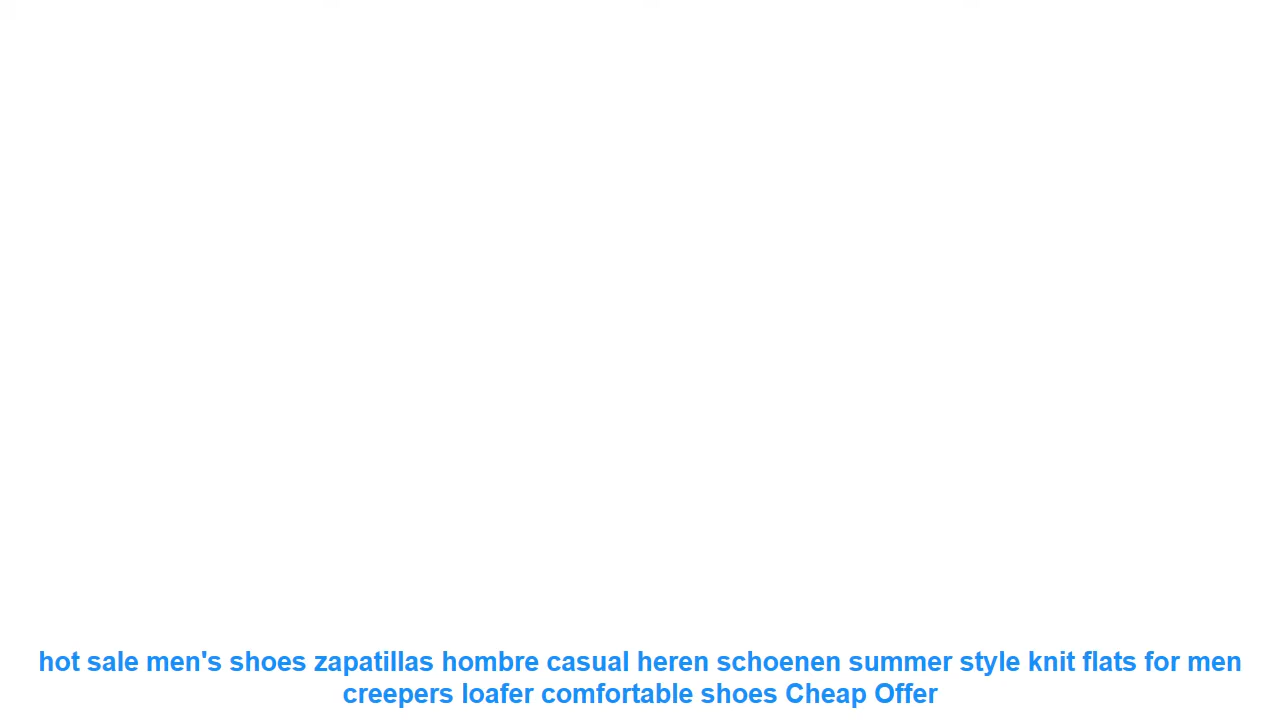 hot sale men's shoes zapatillas hombre casual heren schoenen summer style knit flats for men
creepers loafer comfortable shoes Cheap Offer